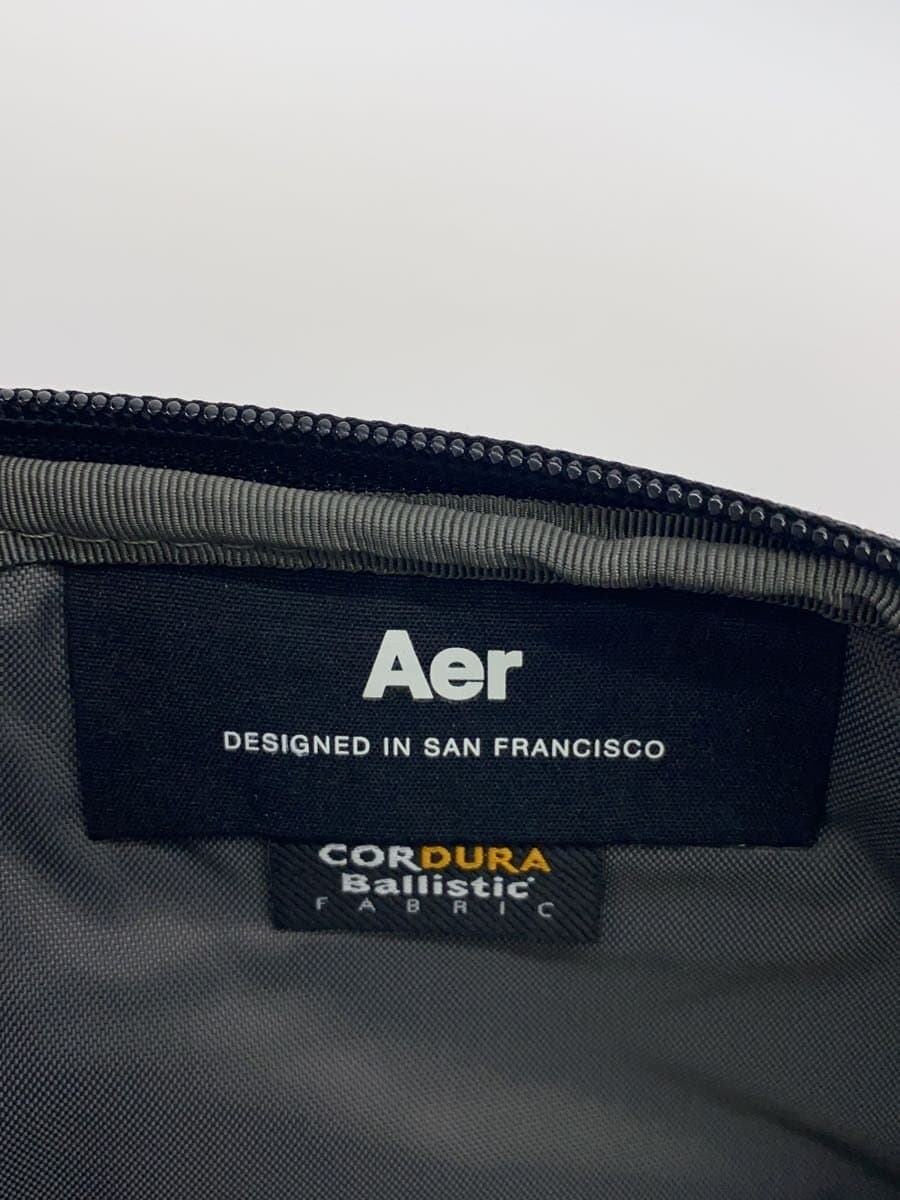 Aer
DESIGNED IN SAN FRANCISCO
CORDURA
Ballistic
FABRIC